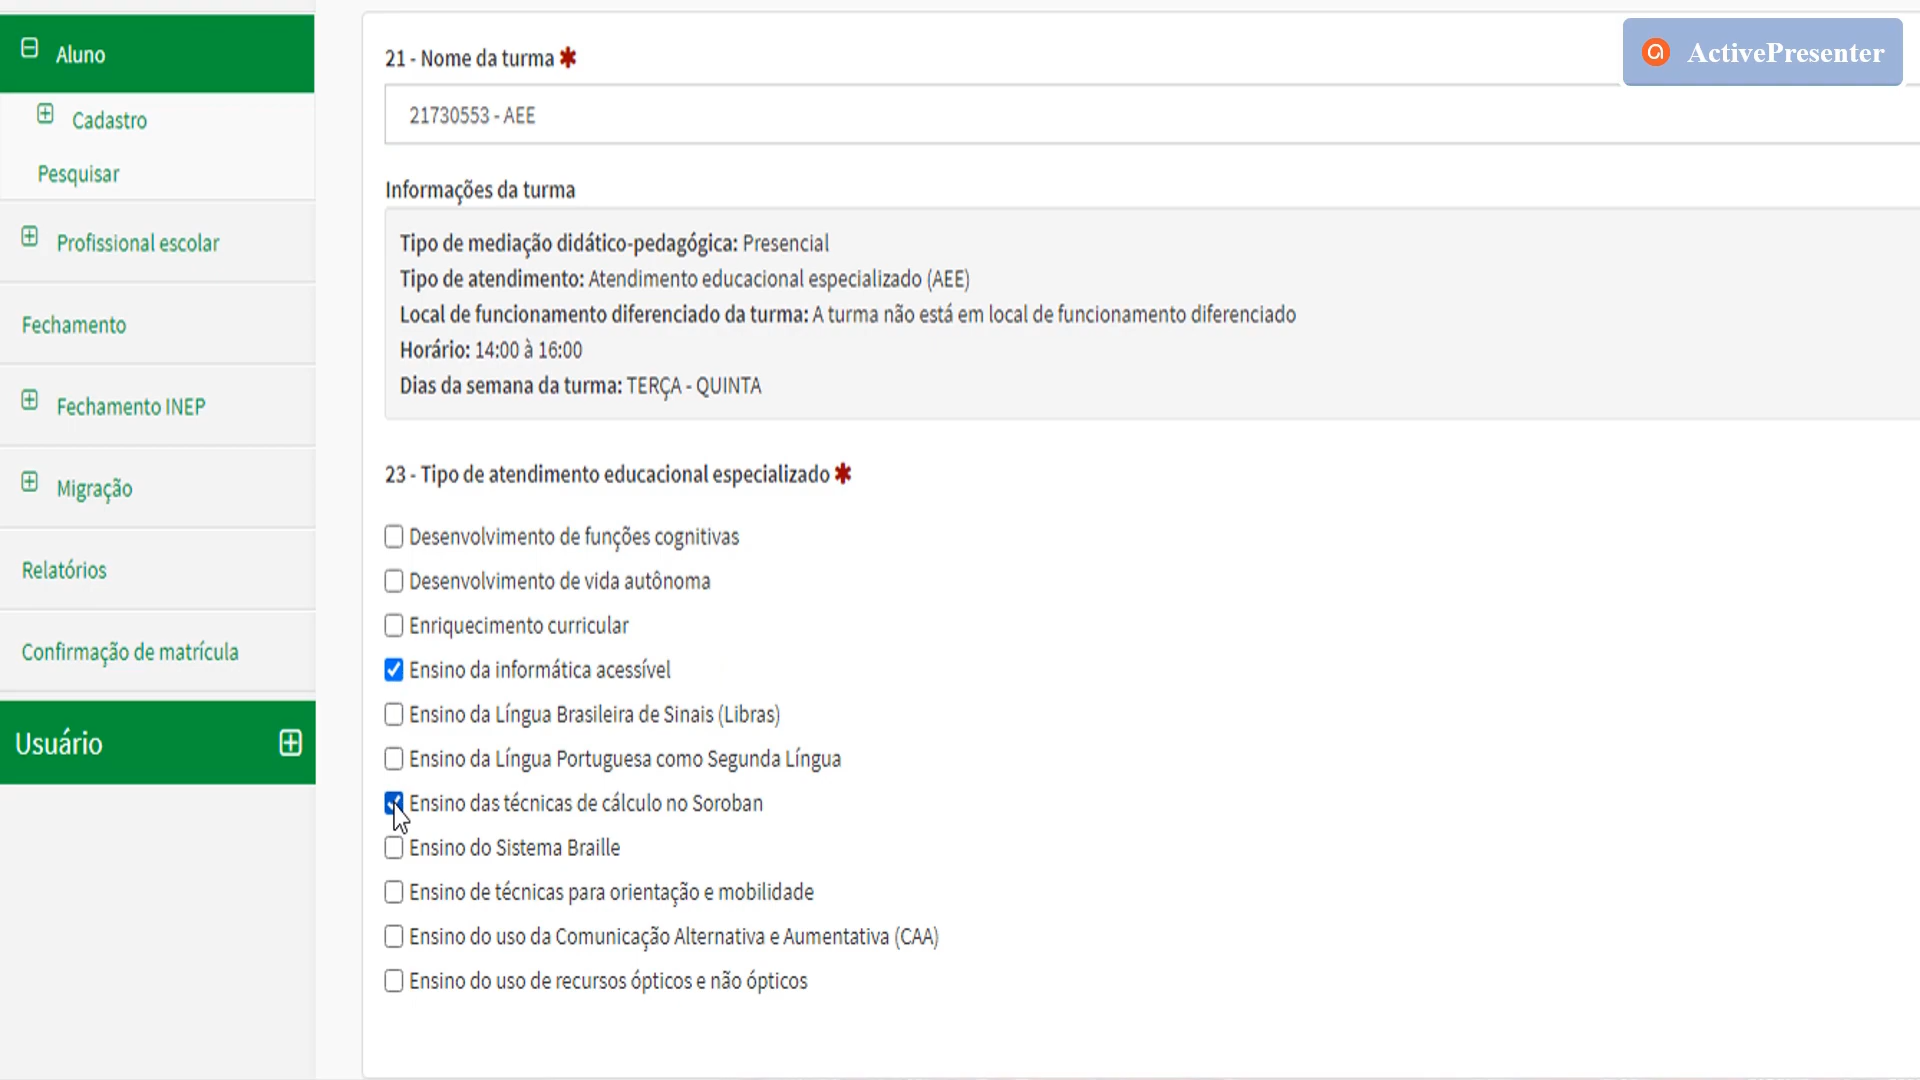 Aluno
Cadastro
Pesquisar
Profissional escolar
Fechamento
Fechamento INEP
Migração
Relatórios
Confirmação de matrícula
Usuário
21 - Nome da turma ✱
21730553 - AEE
Informações da turma
Tipo de mediação didático-pedagógica: Presencial
Tipo de atendimento: Atendimento educacional especializado (AEE)
Local de funcionamento diferenciado da turma: A turma não está em local de funcionamento diferenciado
Horário: 14:00 à 16:00
Dias da semana da turma: TERÇA - QUINTA
23 - Tipo de atendimento educacional especializado ✱
Desenvolvimento de funções cognitivas
Desenvolvimento de vida autônoma
Enriquecimento curricular
Ensino da informática acessível
Ensino da Língua Brasileira de Sinais (Libras)
Ensino da Língua Portuguesa como Segunda Língua
Ensino das técnicas de cálculo no Soroban
Ensino do Sistema Braille
Ensino de técnicas para orientação e mobilidade
Ensino do uso da Comunicação Alternativa e Aumentativa (CAA)
Ensino do uso de recursos ópticos e não ópticos
ActivePresenter